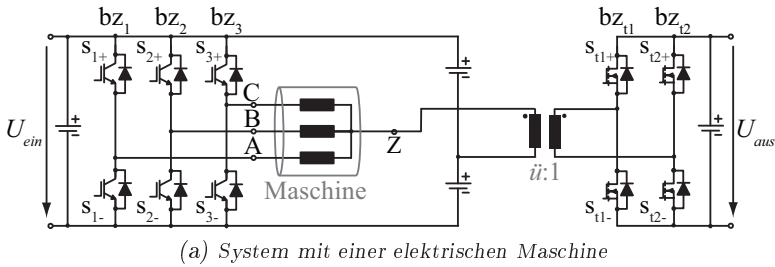 bz1 bz2 bz3 bzt1 bzt2
s1+ s2+ s3+ st1+ st2+
C
B
A
Z
Uein
Uaus
Maschine
ü:1
s1- s2- s3- st1- st2-
(a) System mit einer elektrischen Maschine